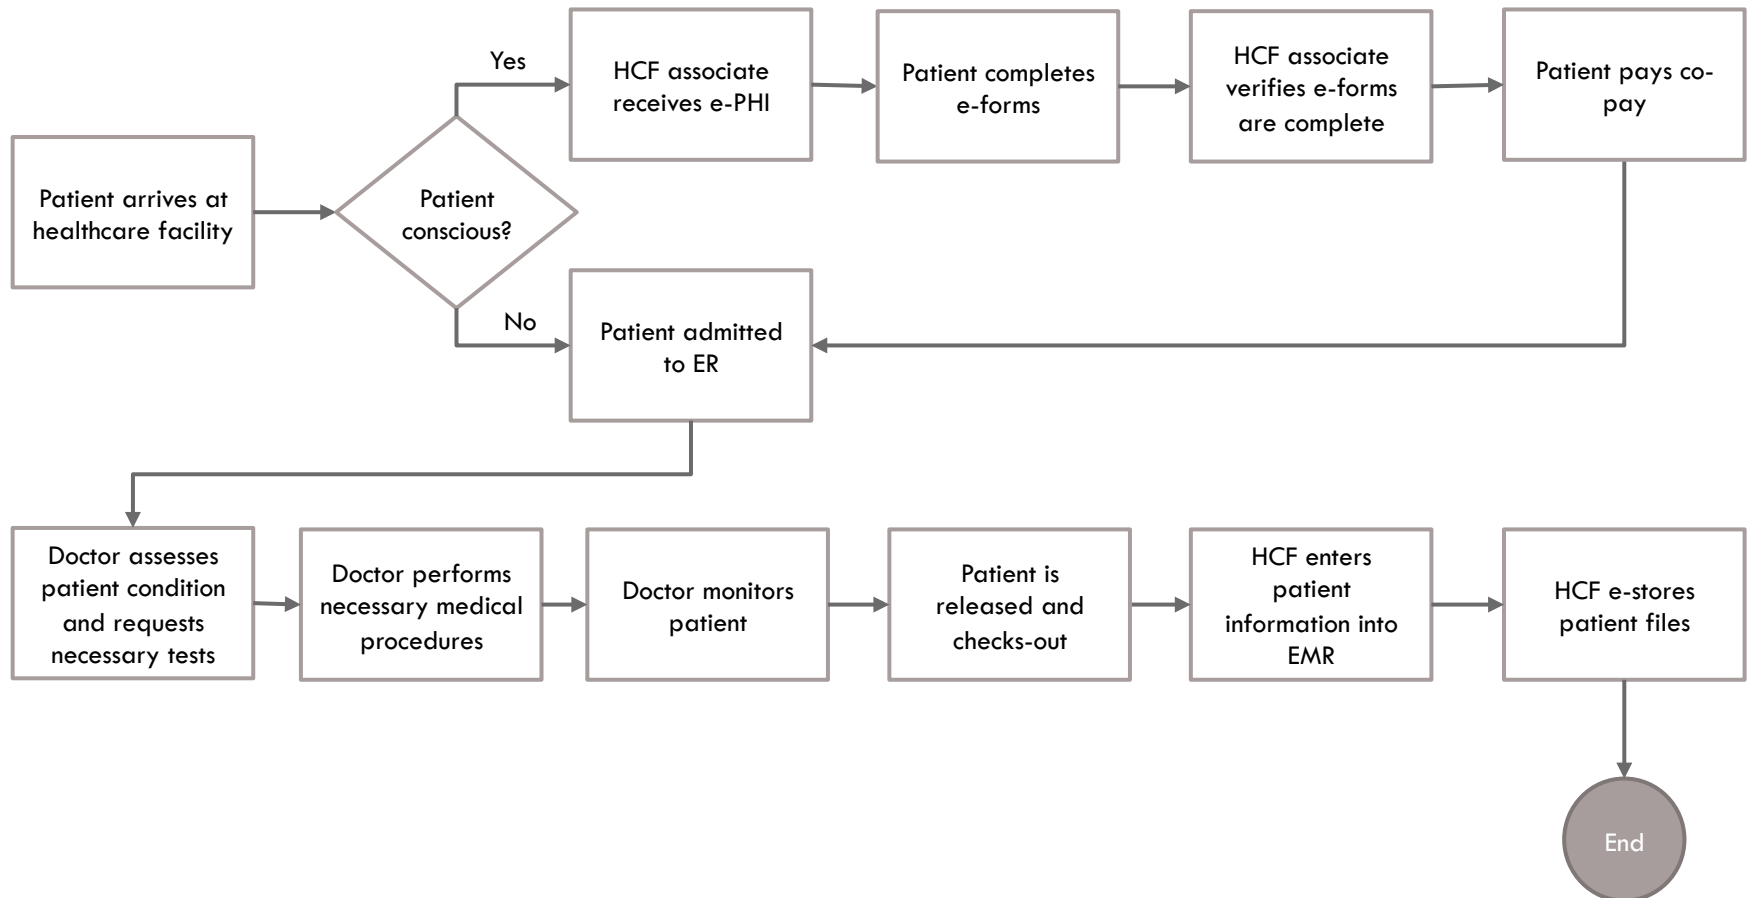 Patient arrives at
healthcare facility
Patient
conscious?
Yes
HCF associate
receives e-PHI
Patient completes
e-forms
HCF associate
verifies e-forms
are complete
Patient pays co-
pay
No
Patient admitted
to ER
Doctor assesses
patient condition
and requests
necessary tests
Doctor performs
necessary medical
procedures
Doctor monitors
patient
Patient is
released and
checks-out
HCF enters
patient
information into
EMR
HCF e-stores
patient files
End